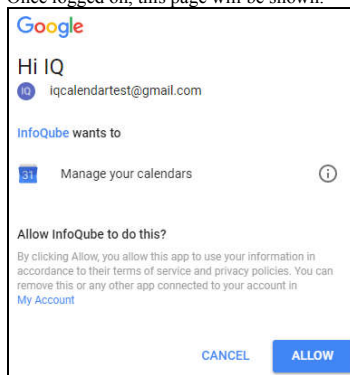 Once logged on, this page will be shown.
Google
Hi IQ
IQ iqcalendartest@gmail.com
InfoQube wants to
31 Manage your calendars
Allow InfoQube to do this?
By clicking Allow, you allow this app to use your information in
accordance to their terms of service and privacy policies. You can
remove this or any other app connected to your account in
My Account
CANCEL ALLOW